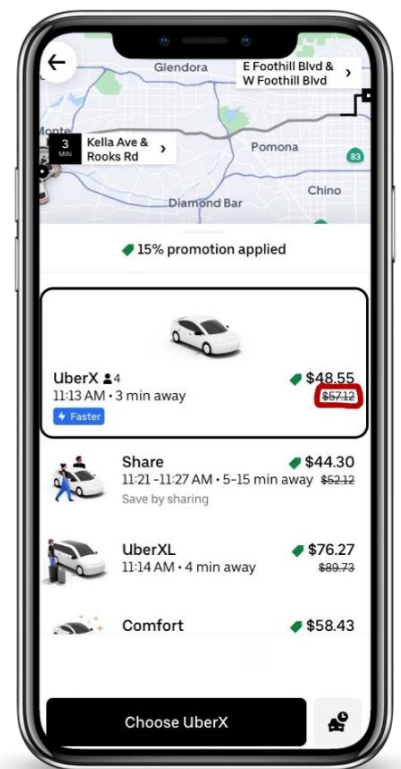 Glendora
E Foothill Blvd &
W Foothill Blvd
3
MIN
Kella Ave &
Rooks Rd
Pomona
83
Chino
Diamond Bar
15% promotion applied
UberX 4
$48.55
11:13 AM • 3 min away
$57.12
Faster
Share
$44.30
11:21 -11:27 AM • 5-15 min away $52.12
Save by sharing
UberXL
$76.27
11:14 AM • 4 min away
$89.73
Comfort
$58.43
Choose UberX